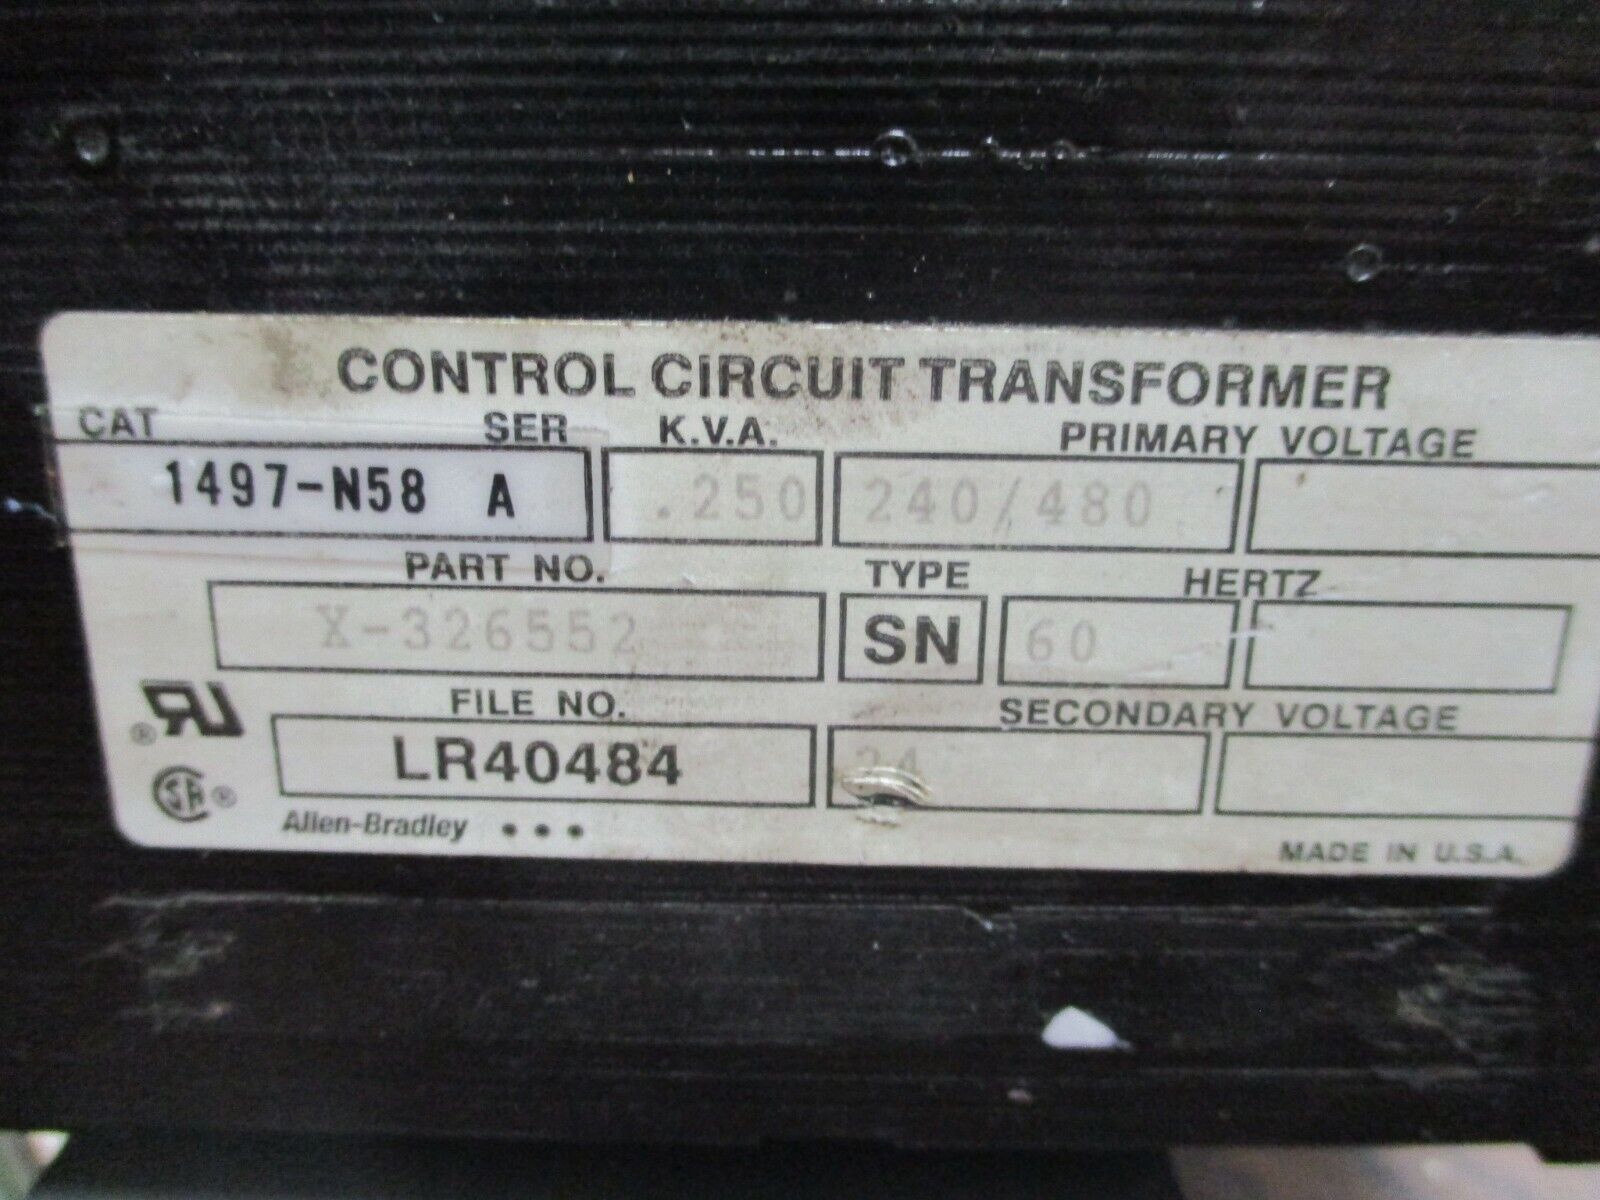 CONTROL CIRCUIT TRANSFORMER
CAT SER K.V.A. PRIMARY VOLTAGE
1497-N58 A .250 240/480
PART NO. TYPE HERTZ
X-326552 SN 60
FILE NO. SECONDARY VOLTAGE
LR40484 24
Allen-Bradley
MADE IN U.S.A.